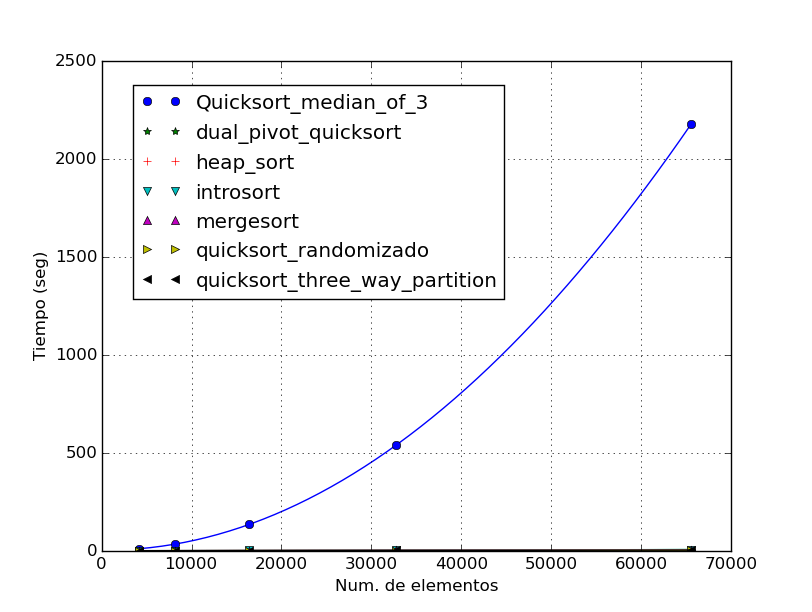 2500
2000
1500
1000
500
0
Tiempo (seg)
Quicksort_median_of_3
dual_pivot_quicksort
heap_sort
introsort
mergesort
quicksort_randomizado
quicksort_three_way_partition
0 10000 20000 30000 40000 50000 60000 70000
Num. de elementos